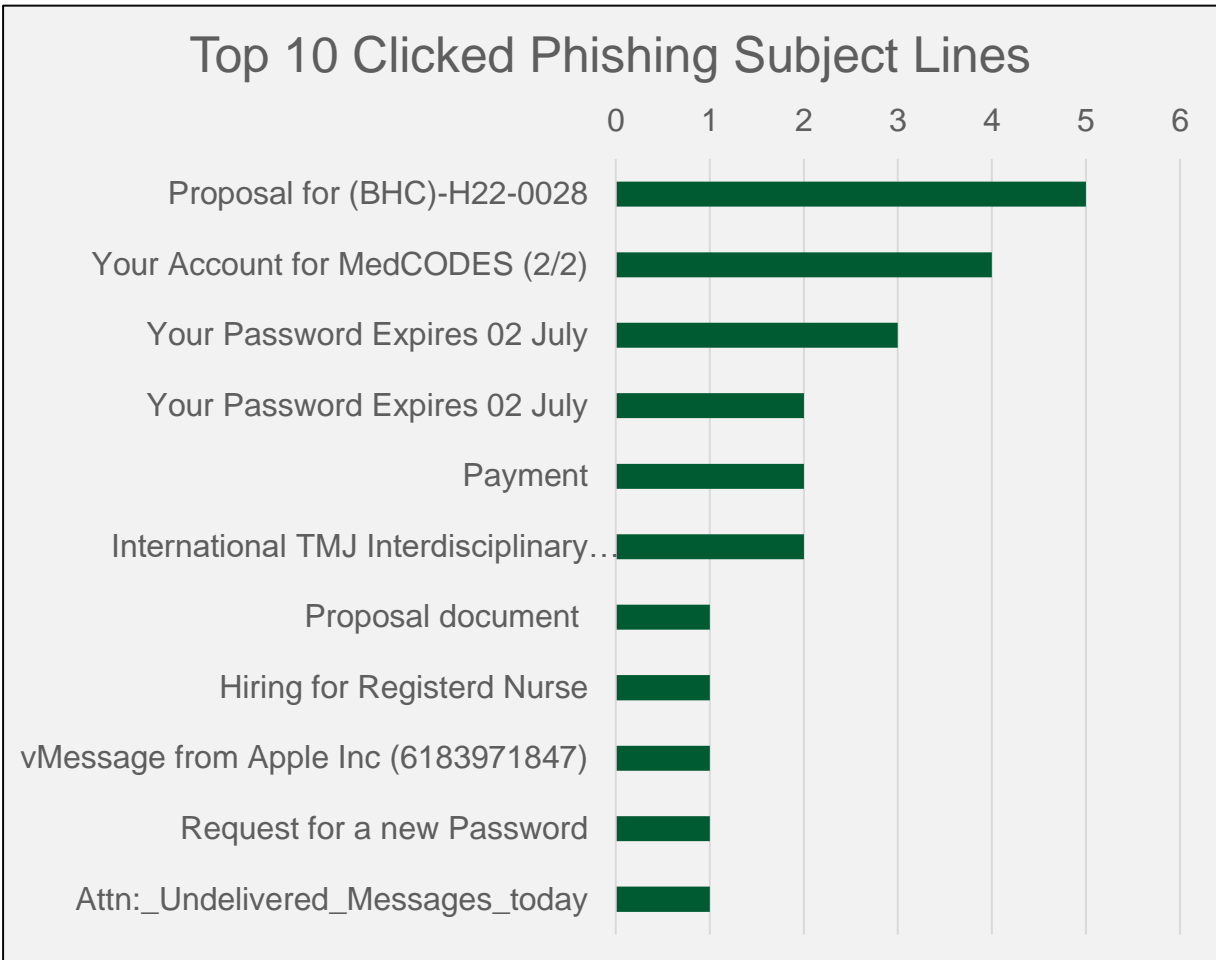 Top 10 Clicked Phishing Subject Lines
0 1 2 3 4 5 6
Proposal for (BHC)-H22-0028
Your Account for MedCODES (2/2)
Your Password Expires 02 July
Your Password Expires 02 July
Payment
International TMJ Interdisciplinary…
Proposal document
Hiring for Registerd Nurse
vMessage from Apple Inc (6183971847)
Request for a new Password
Attn:_Undelivered_Messages_today